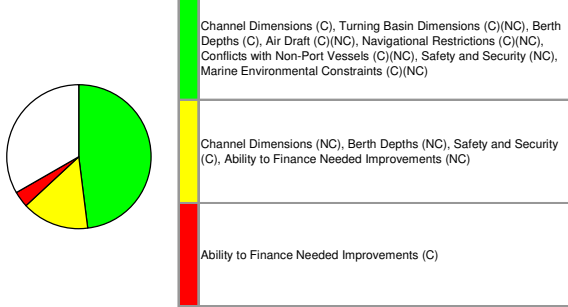 Channel Dimensions (C), Turning Basin Dimensions (C)(NC), Berth
Depths (C), Air Draft (C)(NC), Navigational Restrictions (C)(NC),
Conflicts with Non-Port Vessels (C)(NC), Safety and Security (NC),
Marine Environmental Constraints (C)(NC)
Channel Dimensions (NC), Berth Depths (NC), Safety and Security
(C), Ability to Finance Needed Improvements (NC)
Ability to Finance Needed Improvements (C)